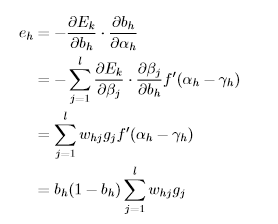 $e_h = -\frac{\partial E_k}{\partial b_h} \cdot \frac{\partial b_h}{\partial \alpha_h}$
$= -\sum_{j=1}^{l} \frac{\partial E_k}{\partial \beta_j} \cdot \frac{\partial \beta_j}{\partial b_h} f'(\alpha_h - \gamma_h)$
$= \sum_{j=1}^{l} w_{hj} g_j f'(\alpha_h - \gamma_h)$
$= b_h(1 - b_h) \sum_{j=1}^{l} w_{hj} g_j$